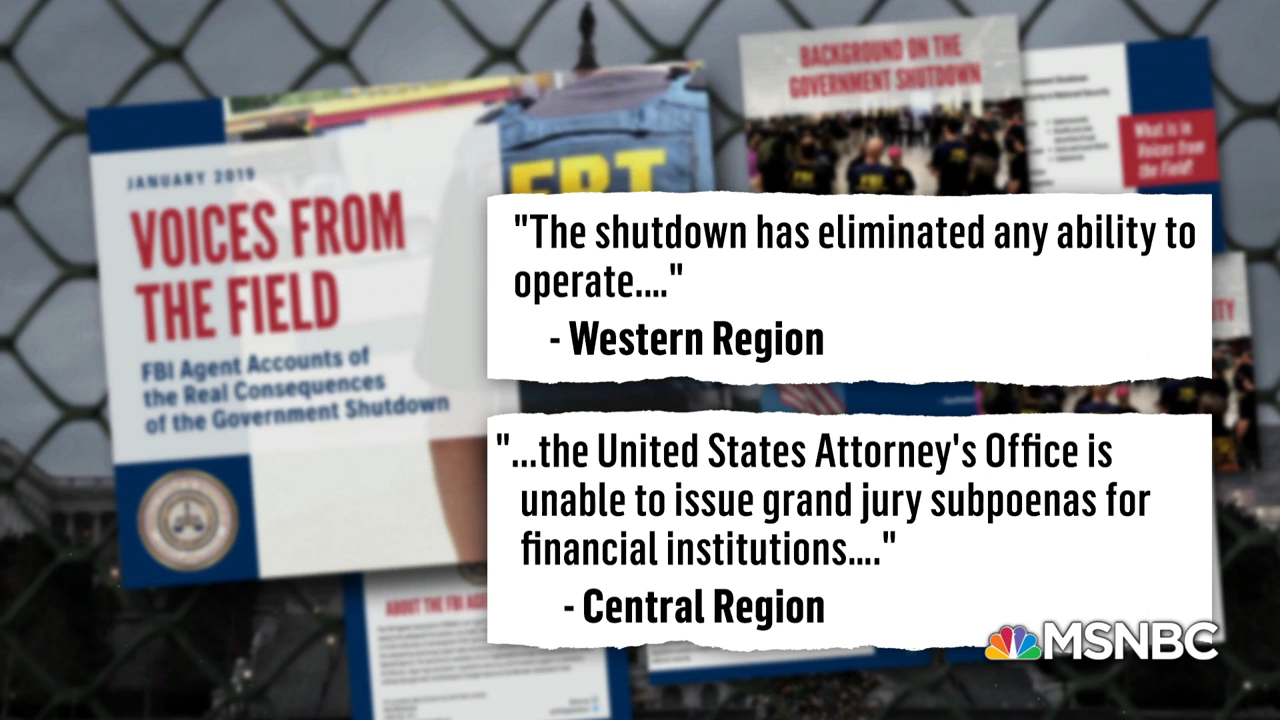 JANUARY 2019
VOICES FROM
THE FIELD
FBI Agent Accounts of
the Real Consequences
of the Government Shutdown
FBI
BACKGROUND ON THE
GOVERNMENT SHUTDOWN
What is in
Voices from
the Field?
"The shutdown has eliminated any ability to
operate...."
- Western Region
"...the United States Attorney's Office is
unable to issue grand jury subpoenas for
financial institutions...."
- Central Region
ABOUT THE FBI
MSNBC